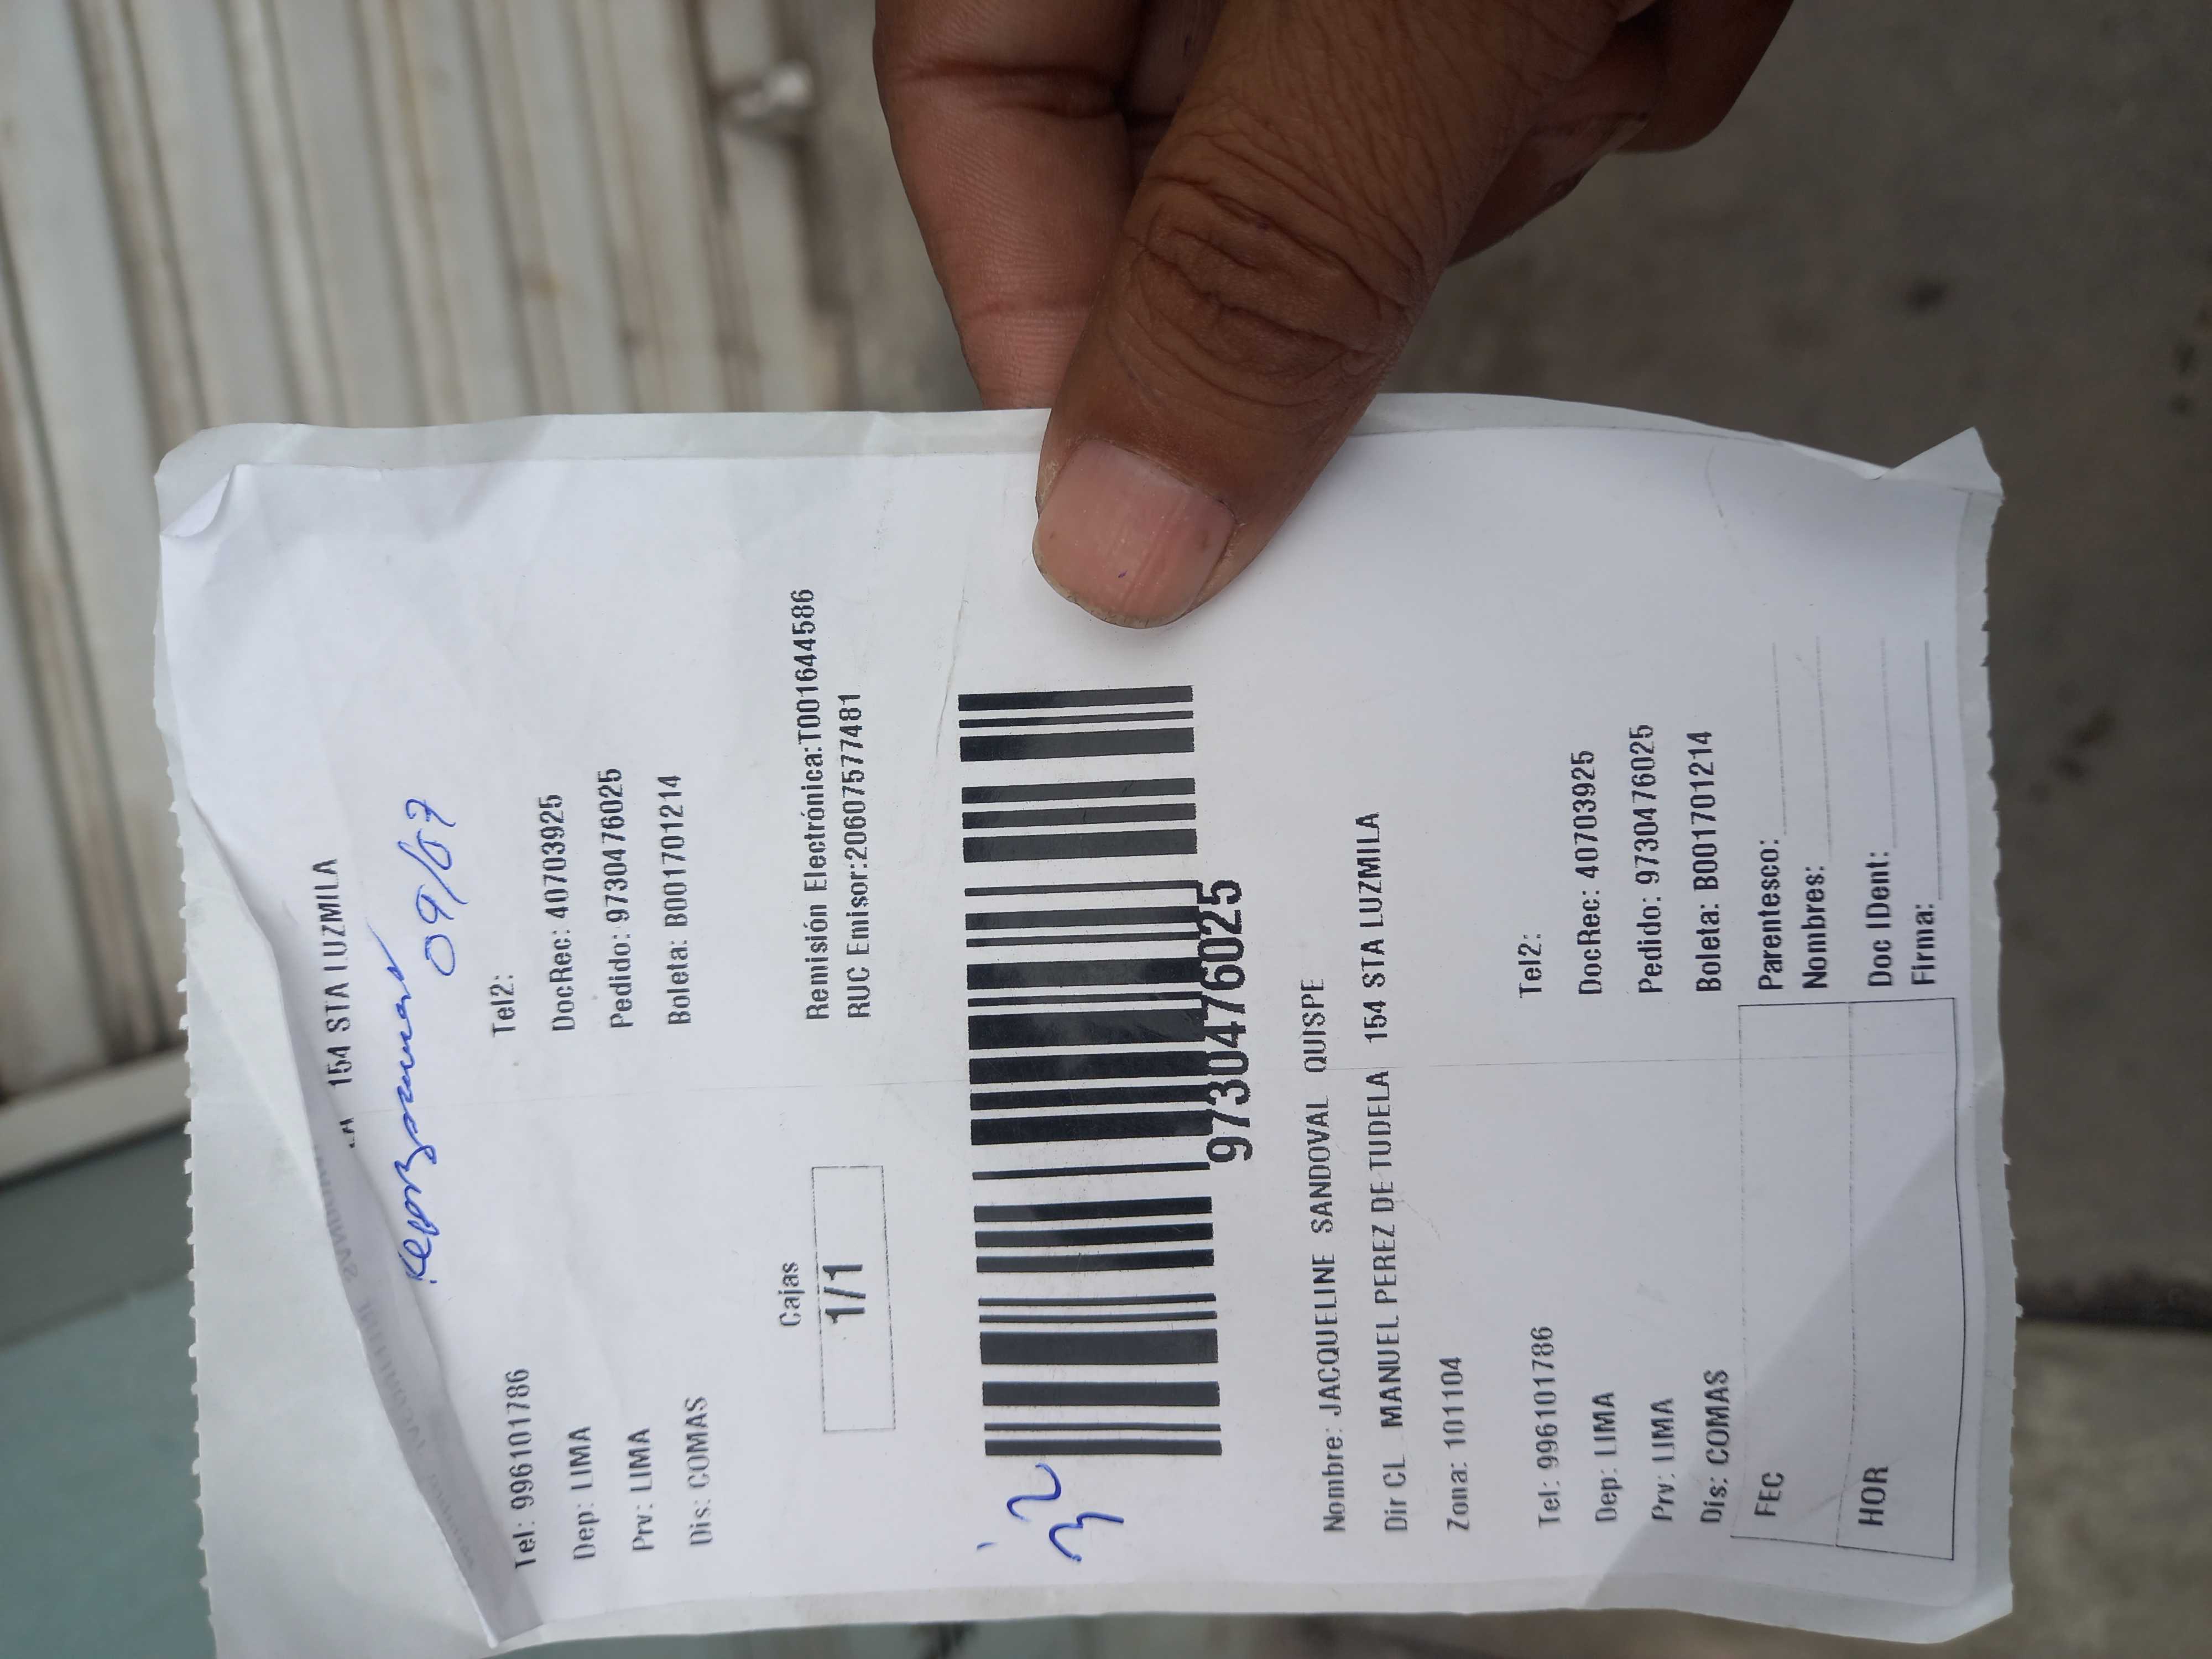 154 STA LUZMILA
Reprogramado
09/07
Tel: 996101786 Tel2:
Dep: LIMA DocRec: 40703925
Prv: LIMA Pedido: 9730476025
Dis: COMAS Boleta: B001701214
Cajas
1/1
Remisión Electrónica:T001644586
RUC Emisor:20607577481
32
9730476025
Nombre: JACQUELINE SANDOVAL QUISPE
Dir CL MANUEL PEREZ DE TUDELA 154 STA LUZMILA
Zona: 101104
Tel: 996101786 Tel2:
Dep: LIMA DocRec: 40703925
Prv: LIMA Pedido: 9730476025
Dis: COMAS Boleta: B001701214
FEC Parentesco:
Nombres:
HOR Doc IDent:
Firma: